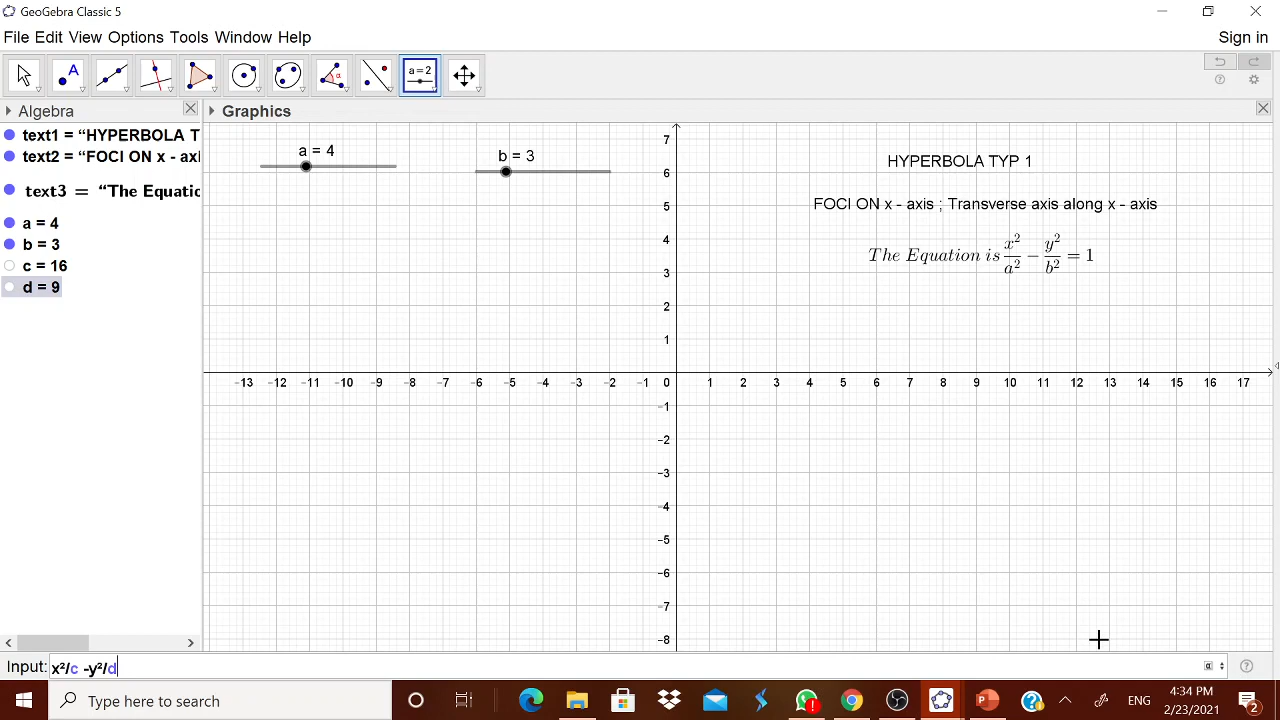 GeoGebra Classic 5
File Edit View Options Tools Window Help
Sign in
A
α
a = 2
Algebra
Graphics
text1 = “HYPERBOLA T
text2 = “FOCI ON x - axi
text3 = “The Equatio
a = 4
b = 3
c = 16
d = 9
a = 4
b = 3
HYPERBOLA TYP 1
FOCI ON x - axis ; Transverse axis along x - axis
The Equation is x²/a² − y²/b² = 1
7
6
5
4
3
2
1
−13 −12 −11 −10 −9 −8 −7 −6 −5 −4 −3 −2 −1 0 1 2 3 4 5 6 7 8 9 10 11 12 13 14 15 16 17
−1
−2
−3
−4
−5
−6
−7
−8
Input: x²/c -y²/d
α
Type here to search
ENG
4:34 PM
2/23/2021
2